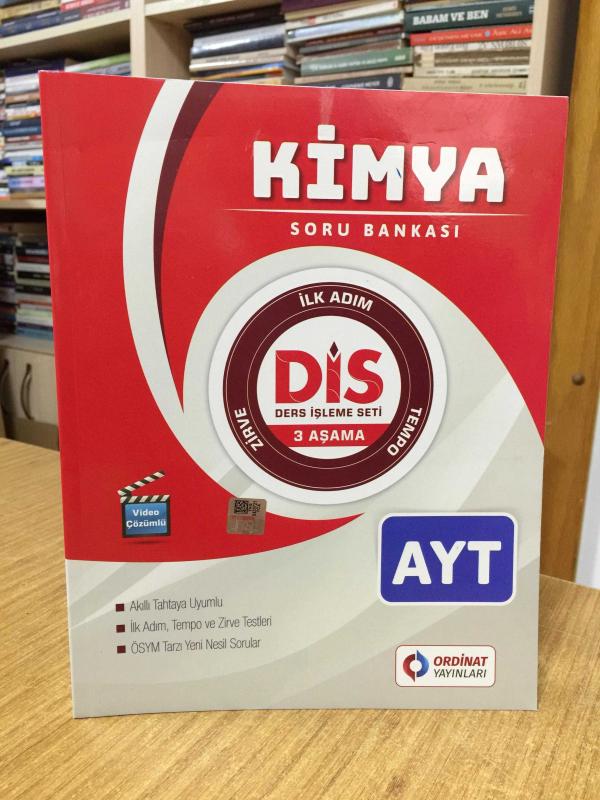 BABAM VE BEN
KİMYA
SORU BANKASI
İLK ADIM
DİS
DERS İŞLEME SETİ
3 AŞAMA
ZİRVE
TEMPO
Video
Çözümlü
AYT
Akıllı Tahtaya Uyumlu
İlk Adım, Tempo ve Zirve Testleri
ÖSYM Tarzı Yeni Nesil Sorular
ORDİNAT
YAYINLARI